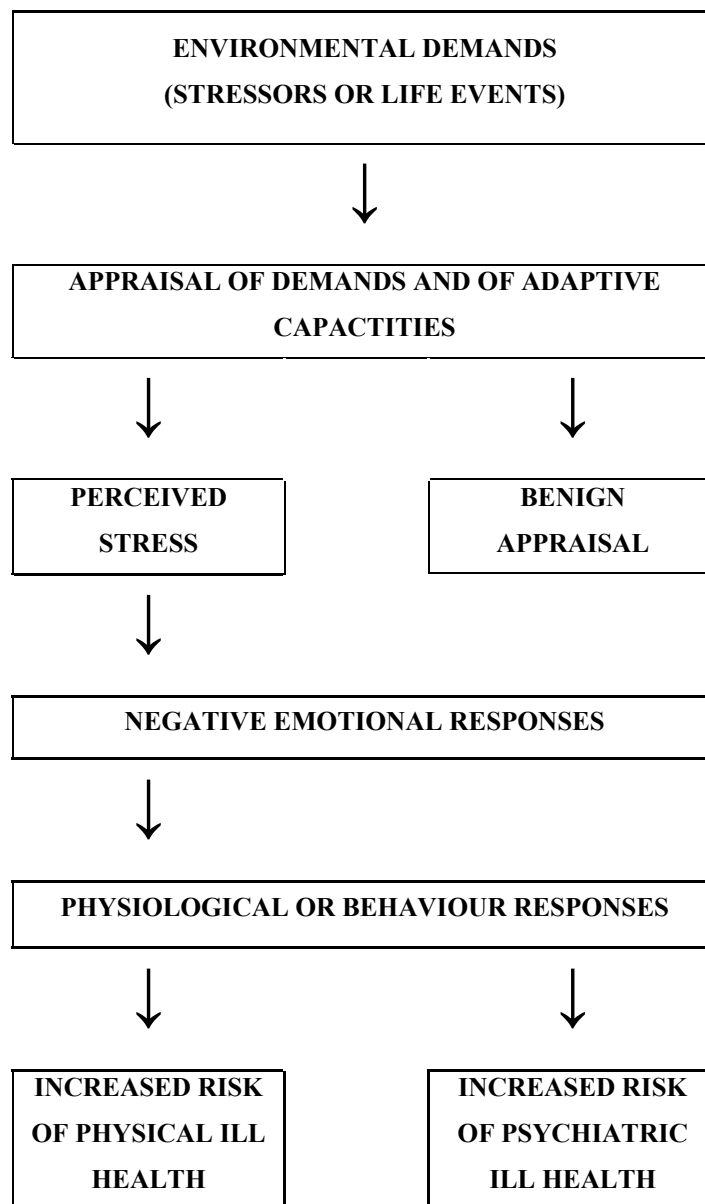 ENVIRONMENTAL DEMANDS
(STRESSORS OR LIFE EVENTS)
APPRAISAL OF DEMANDS AND OF ADAPTIVE
CAPACTITIES
PERCEIVED
STRESS
BENIGN
APPRAISAL
NEGATIVE EMOTIONAL RESPONSES
PHYSIOLOGICAL OR BEHAVIOUR RESPONSES
INCREASED RISK
OF PHYSICAL ILL
HEALTH
INCREASED RISK
OF PSYCHIATRIC
ILL HEALTH